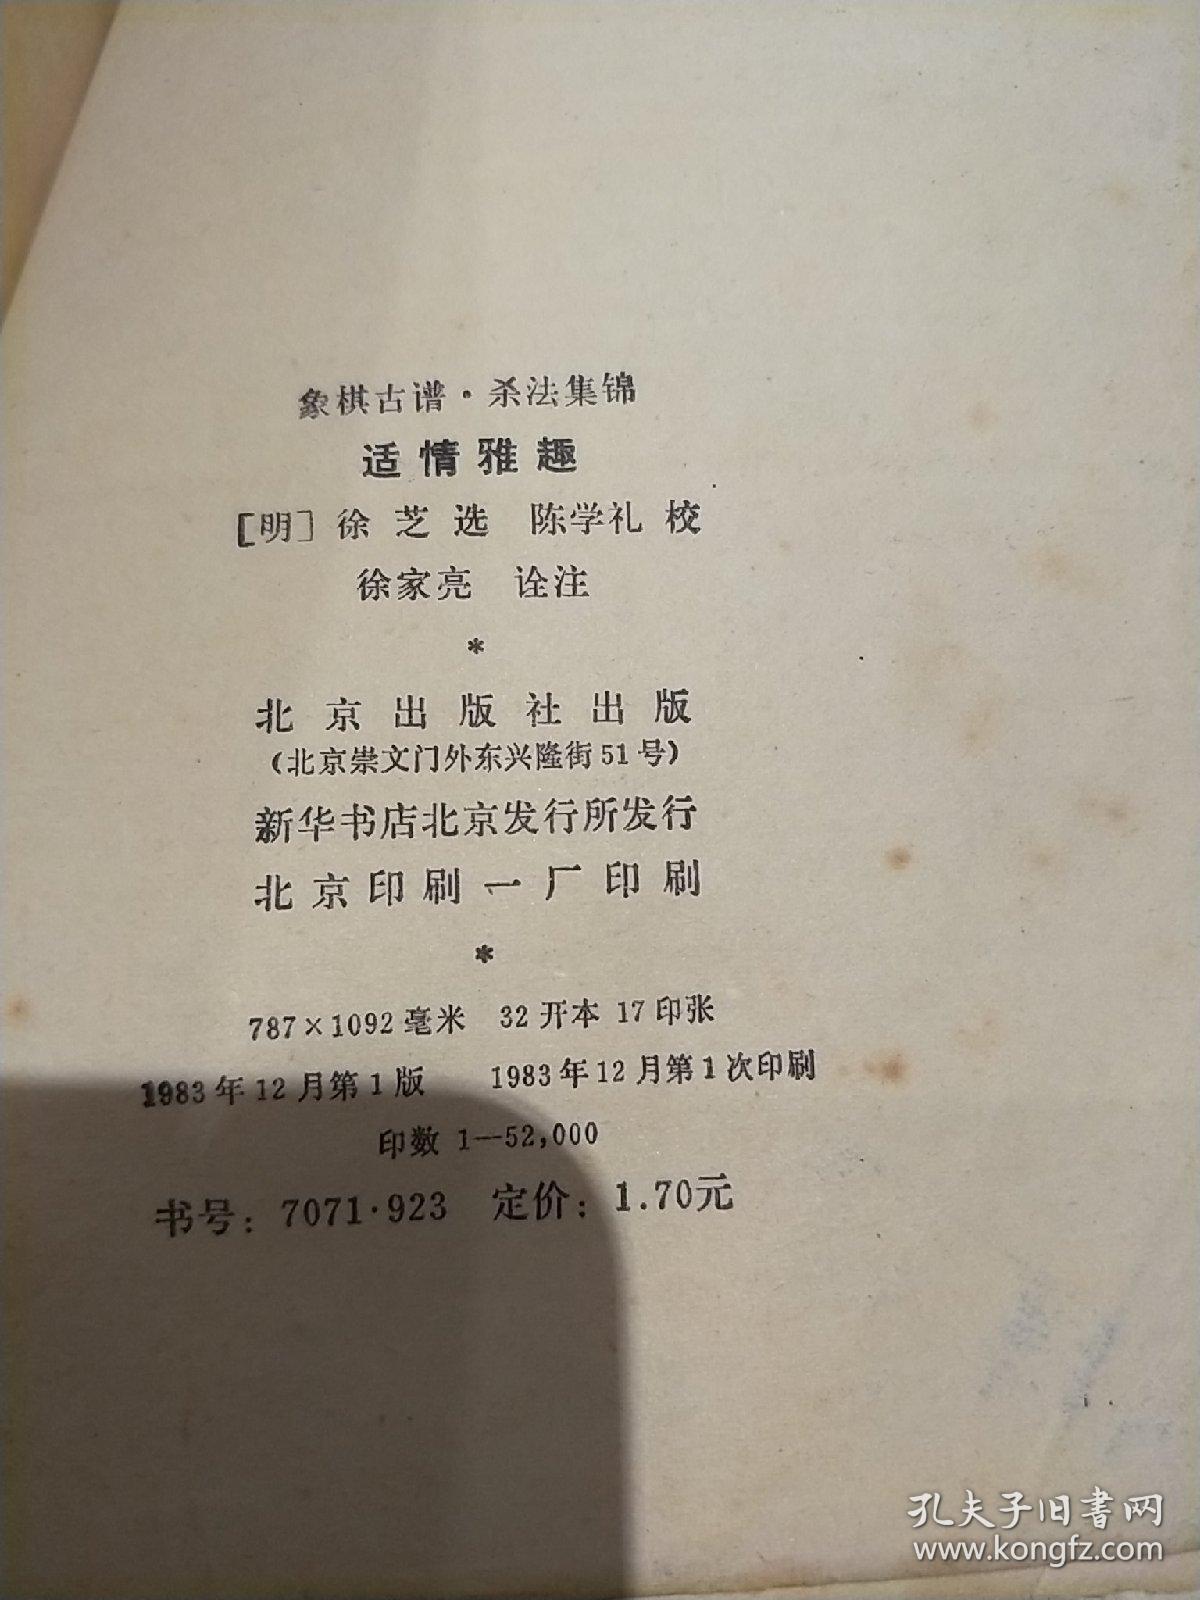 象棋古谱·杀法集锦
适情雅趣
[明] 徐芝选 陈学礼校
徐家亮 诠注
*
北京出版社出版
(北京崇文门外东兴隆街51号)
新华书店北京发行所发行
北京印刷一厂印刷
*
787×1092毫米 32开本 17印张
1983年12月第1版 1983年12月第1次印刷
印数 1—52,000
书号: 7071·923 定价: 1.70元
孔夫子旧书网
www.kongfz.com